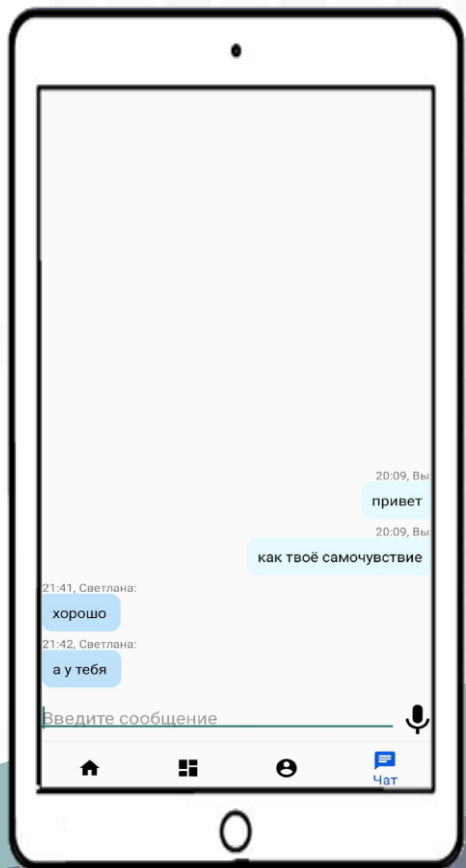 20:09, Вы:
привет
20:09, Вы:
как твоё самочувствие
21:41, Светлана:
хорошо
21:42, Светлана:
а у тебя
Введите сообщение
Чат